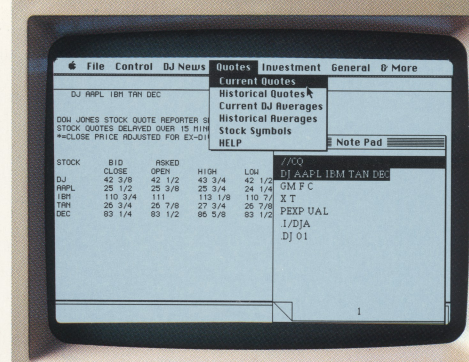 File Control DJ News Quotes Investment General & More
Current Quotes
Historical Quotes
Current DJ Averages
Historical Averages
Stock Symbols
HELP
DJ AAPL IBM TAN DEC
DOW JONES STOCK QUOTE REPORTER
STOCK QUOTES DELAYED OVER 15
*=CLOSE PRICE ADJUSTED FOR
STOCK BID ASKED
CLOSE OPEN HIGH LOW
DJ 42 3/8 42 1/2 43 3/4 42 1/2
AAPL 25 1/2 25 3/8 25 3/4 24 1/4
IBM 110 3/4 111 113 1/8 110 7/
TAN 26 3/4 26 7/8 27 3/4 26 7/8
DEC 83 1/4 83 1/2 86 5/8 83 1/2
Note Pad
//CQ
DJ AAPL IBM TAN DEC
GM F C
X T
PEXP UAL
.I/DJA
.DJ 01
1